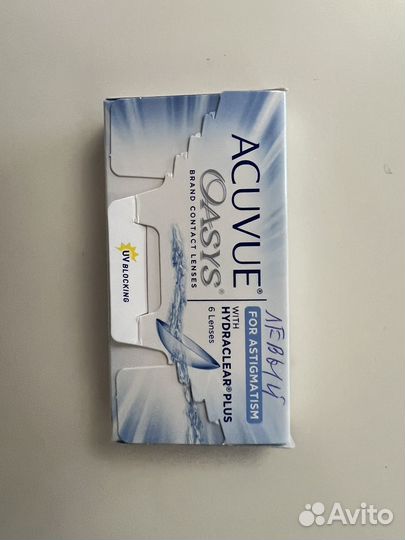 ACUVUE®
OASYS®
BRAND CONTACT LENSES
ЛЕВЫЙ
FOR ASTIGMATISM
WITH
HYDRACLEAR® PLUS
6 Lenses
UV BLOCKING
Avito